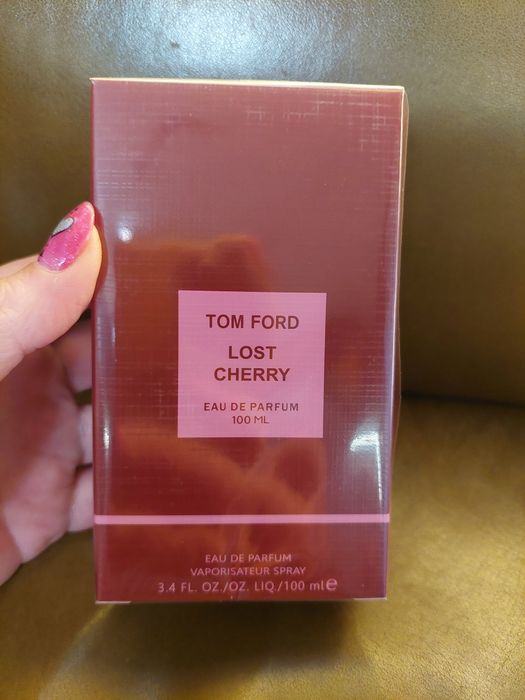 TOM FORD
LOST
CHERRY
EAU DE PARFUM
100 ML
EAU DE PARFUM
VAPORISATEUR SPRAY
3.4 FL. OZ./OZ. LIQ./100 ml℮